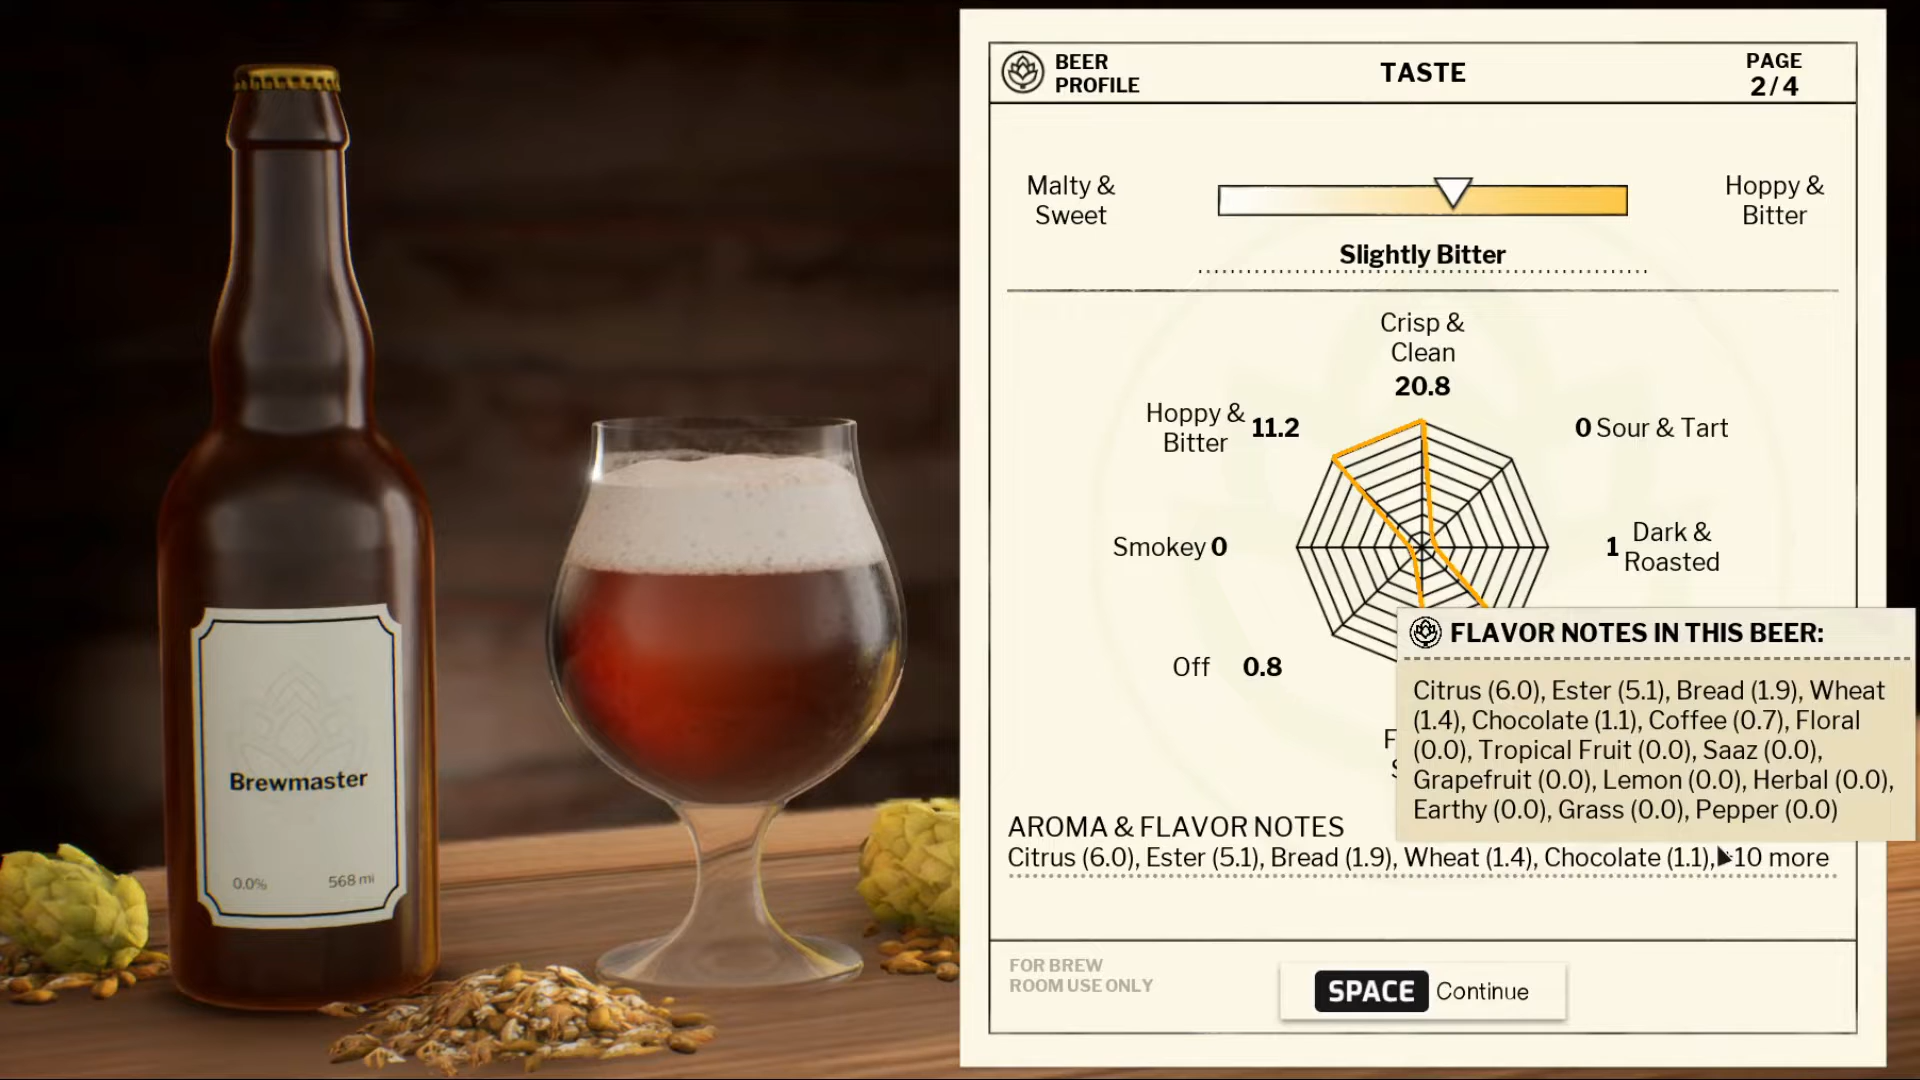 BEER
PROFILE
TASTE
PAGE
2/4
Malty &
Sweet
Hoppy &
Bitter
Slightly Bitter
Crisp &
Clean
20.8
Hoppy &
Bitter
11.2
0 Sour & Tart
Smokey 0
1 Dark &
Roasted
Off 0.8
FLAVOR NOTES IN THIS BEER:
Citrus (6.0), Ester (5.1), Bread (1.9), Wheat
(1.4), Chocolate (1.1), Coffee (0.7), Floral
(0.0), Tropical Fruit (0.0), Saaz (0.0),
Grapefruit (0.0), Lemon (0.0), Herbal (0.0),
Earthy (0.0), Grass (0.0), Pepper (0.0)
AROMA & FLAVOR NOTES
Citrus (6.0), Ester (5.1), Bread (1.9), Wheat (1.4), Chocolate (1.1), 10 more
FOR BREW
ROOM USE ONLY
SPACE Continue
Brewmaster
0.0% 568 ml